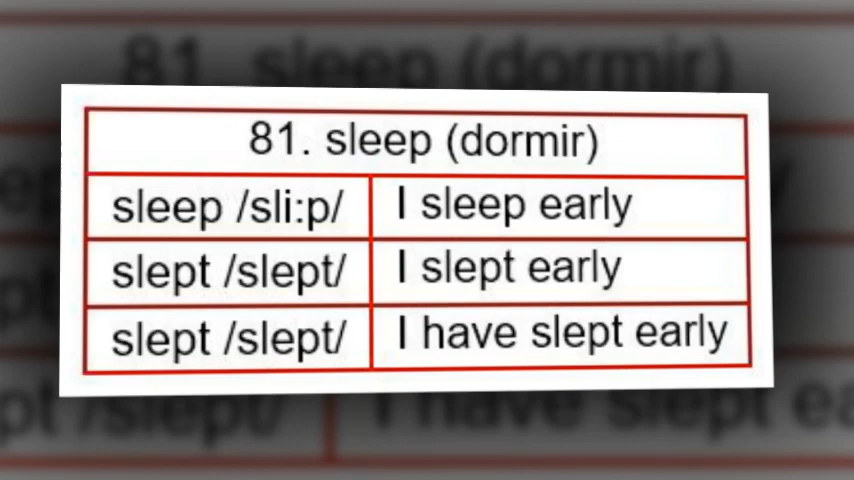 81. sleep (dormir)
sleep /sli:p/ I sleep early
slept /slept/ I slept early
slept /slept/ I have slept early